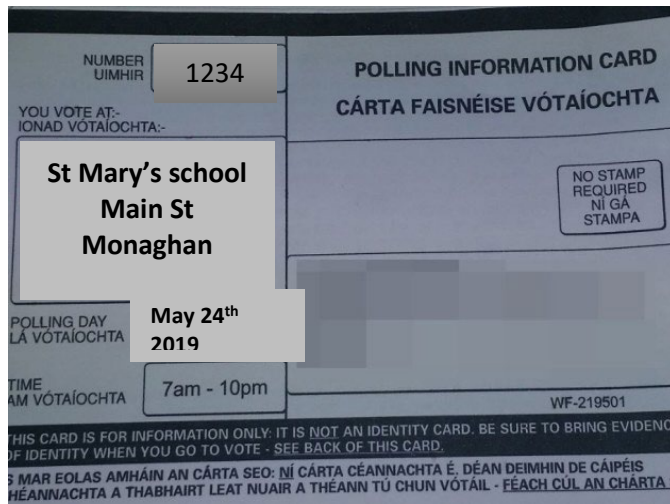 NUMBER
UIMHIR
1234
POLLING INFORMATION CARD
CÁRTA FAISNÉISE VÓTAÍOCHTA
YOU VOTE AT:-
IONAD VÓTAÍOCHTA:-
St Mary's school
Main St
Monaghan
NO STAMP
REQUIRED
NÍ GÁ
STAMPA
POLLING DAY
LÁ VÓTAÍOCHTA
May 24th
2019
TIME
AM VÓTAÍOCHTA
7am - 10pm
WF-219501
THIS CARD IS FOR INFORMATION ONLY: IT IS NOT AN IDENTITY CARD. BE SURE TO BRING EVIDENC
OF IDENTITY WHEN YOU GO TO VOTE - SEE BACK OF THIS CARD.
S MAR EOLAS AMHÁIN AN CÁRTA SEO: NÍ CÁRTA CÉANNACHTA É. DÉAN DEIMHIN DE CÁIPÉIS
HÉANNACHTA A THABHAIRT LEAT NUAIR A THÉANN TÚ CHUN VÓTÁIL - FÉACH CÚL AN CHÁRTA